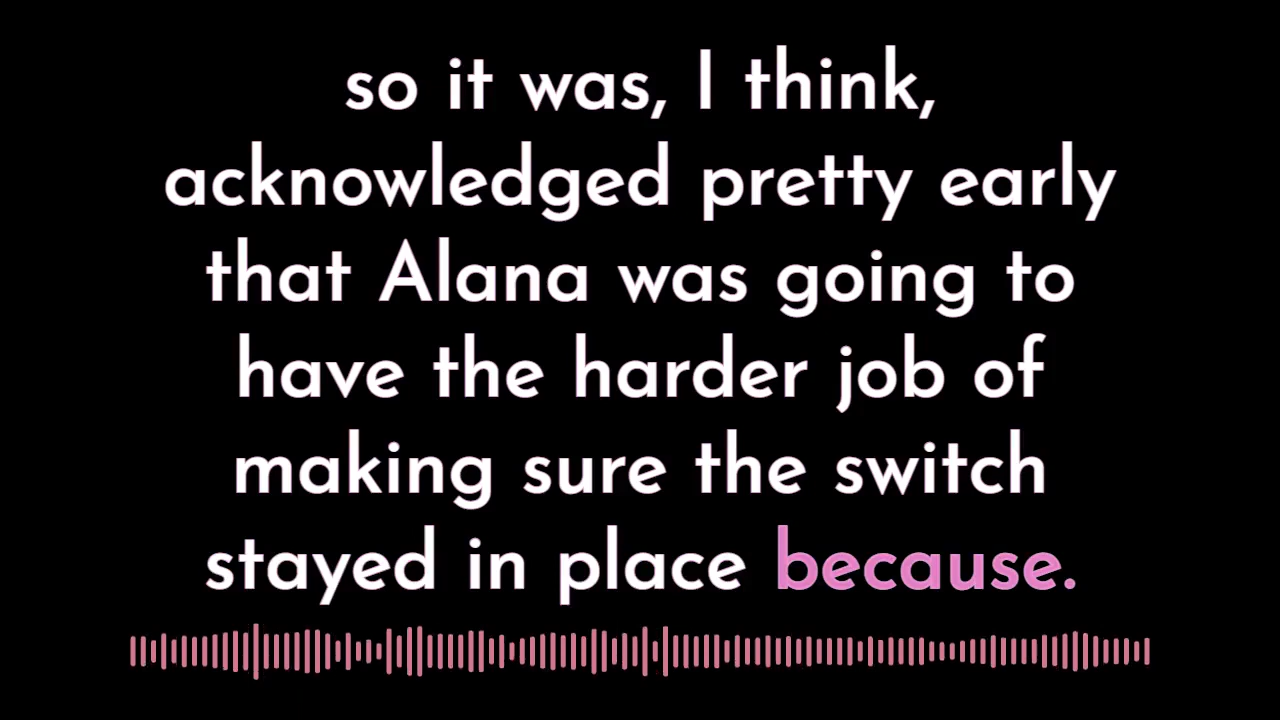 so it was, I think,
acknowledged pretty early
that Alana was going to
have the harder job of
making sure the switch
stayed in place because.